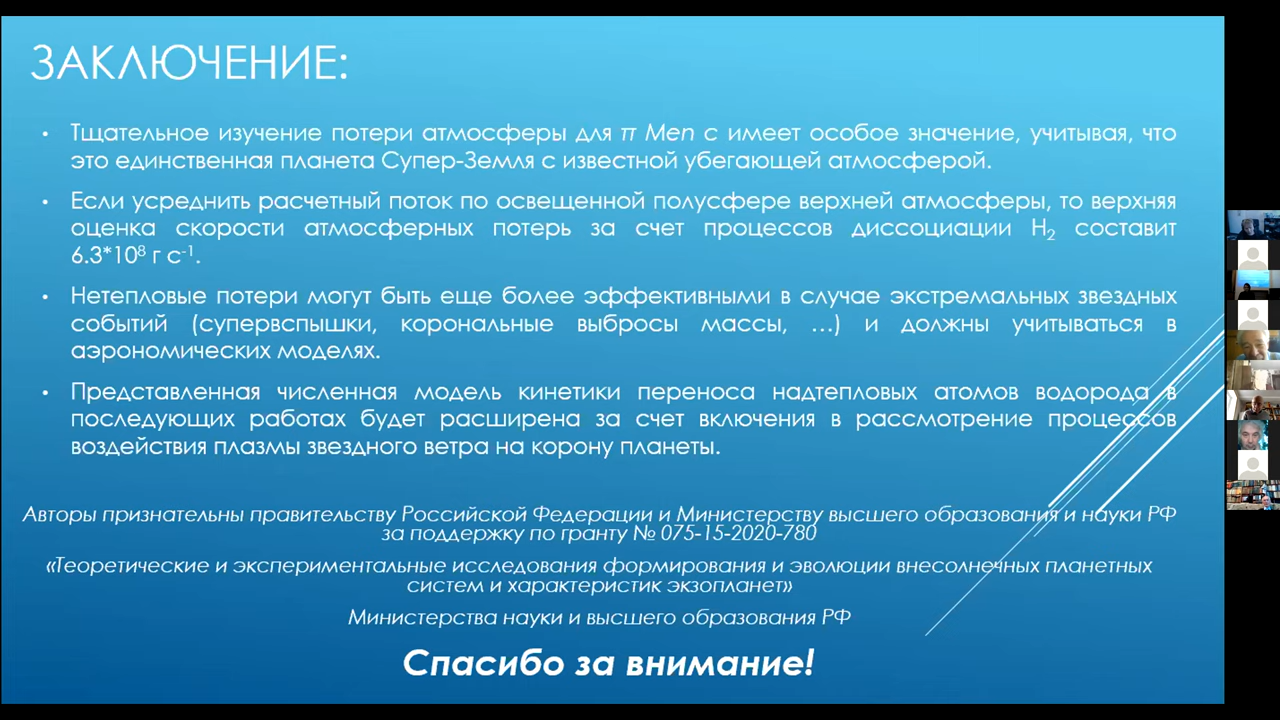 ЗАКЛЮЧЕНИЕ:
• Тщательное изучение потери атмосферы для π Men c имеет особое значение, учитывая, что
это единственная планета Супер-Земля с известной убегающей атмосферой.
• Если усреднить расчетный поток по освещенной полусфере верхней атмосферы, то верхняя
оценка скорости атмосферных потерь за счет процессов диссоциации H₂ составит
6.3*10⁸ г с⁻¹.
• Нетепловые потери могут быть еще более эффективными в случае экстремальных звездных
событий (супервспышки, корональные выбросы массы, …) и должны учитываться в
аэрономических моделях.
• Представленная численная модель кинетики переноса надтепловых атомов водорода в
последующих работах будет расширена за счет включения в рассмотрение процессов
воздействия плазмы звездного ветра на корону планеты.
Авторы признательны правительству Российской Федерации и Министерству высшего образования и науки РФ
за поддержку по гранту № 075-15-2020-780
«Теоретические и экспериментальные исследования формирования и эволюции внесолнечных планетных
систем и характеристик экзопланет»
Министерства науки и высшего образования РФ
Спасибо за внимание!